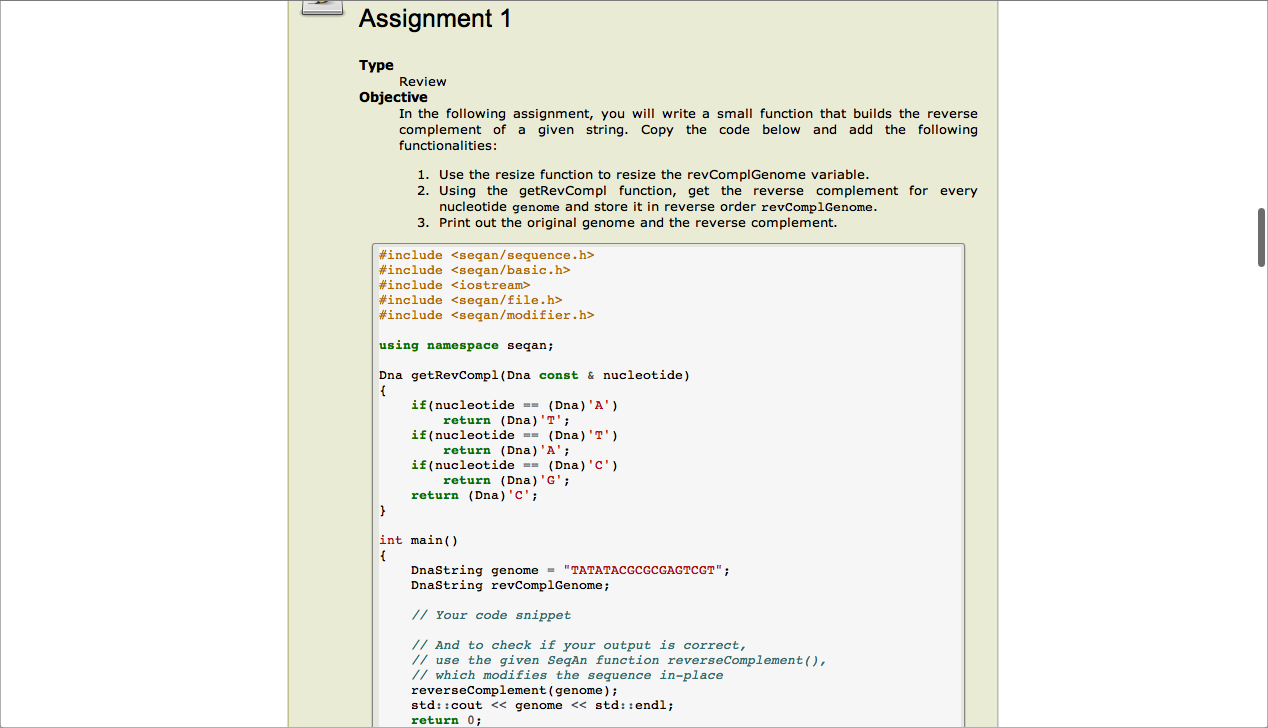 Assignment 1
Type
Review
Objective
In the following assignment, you will write a small function that builds the reverse
complement of a given string. Copy the code below and add the following
functionalities:
1. Use the resize function to resize the revComplGenome variable.
2. Using the getRevCompl function, get the reverse complement for every
nucleotide genome and store it in reverse order revComplGenome.
3. Print out the original genome and the reverse complement.
#include <seqan/sequence.h>
#include <seqan/basic.h>
#include <iostream>
#include <seqan/file.h>
#include <seqan/modifier.h>
using namespace seqan;
Dna getRevCompl(Dna const & nucleotide)
{
    if(nucleotide == (Dna)'A')
        return (Dna)'T';
    if(nucleotide == (Dna)'T')
        return (Dna)'A';
    if(nucleotide == (Dna)'C')
        return (Dna)'G';
    return (Dna)'C';
}
int main()
{
    DnaString genome = "TATATACGCGCGAGTCGT";
    DnaString revComplGenome;
    // Your code snippet
    // And to check if your output is correct,
    // use the given SeqAn function reverseComplement(),
    // which modifies the sequence in-place
    reverseComplement(genome);
    std::cout << genome << std::endl;
    return 0;